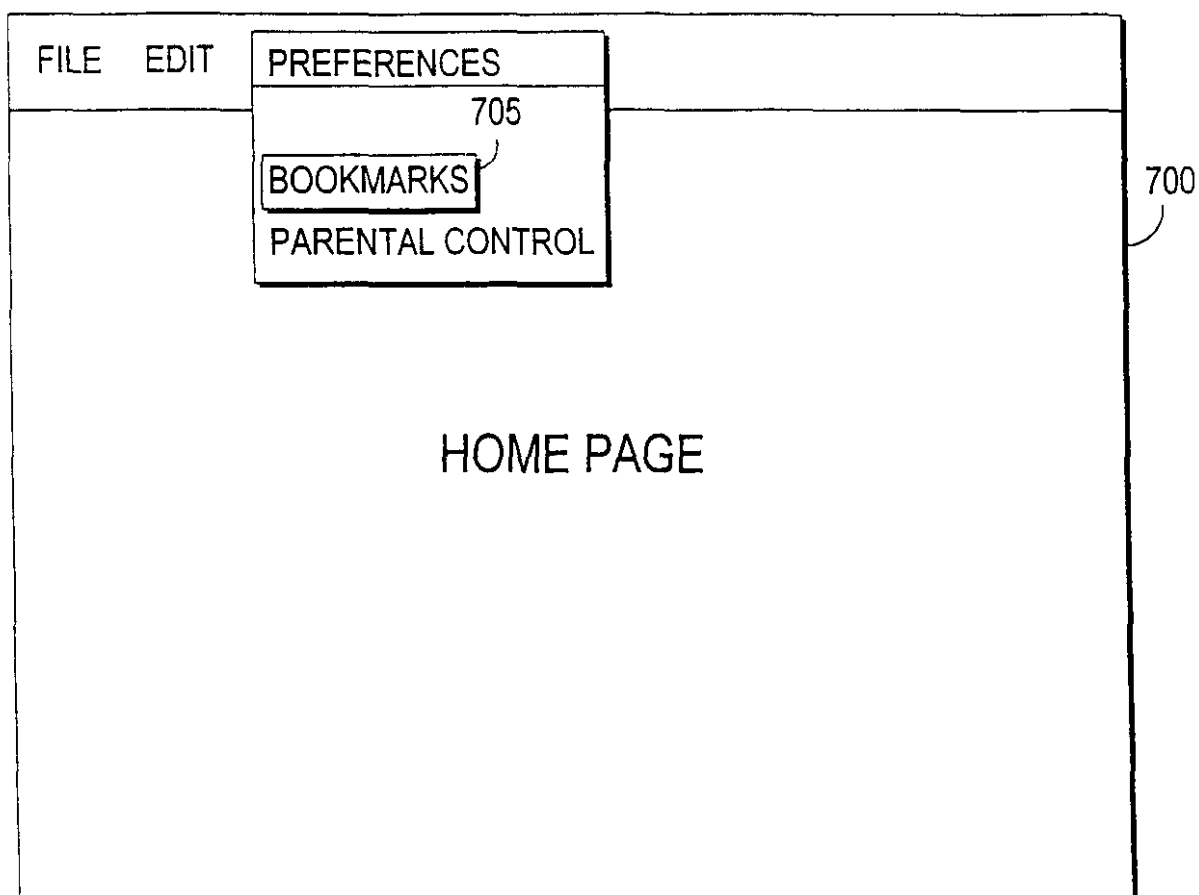 FILE EDIT PREFERENCES
705
BOOKMARKS
700
PARENTAL CONTROL
HOME PAGE